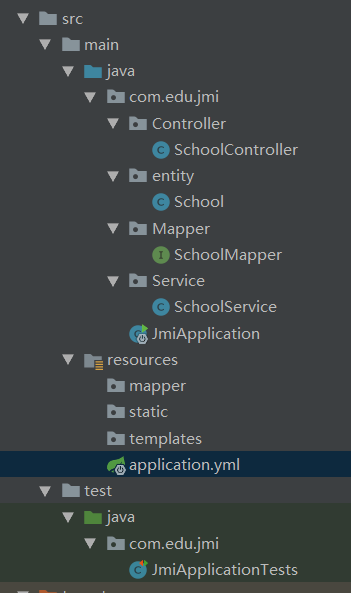 src
main
java
com.edu.jmi
Controller
C SchoolController
entity
C School
Mapper
I SchoolMapper
Service
C SchoolService
JmiApplication
resources
mapper
static
templates
application.yml
test
java
com.edu.jmi
JmiApplicationTests